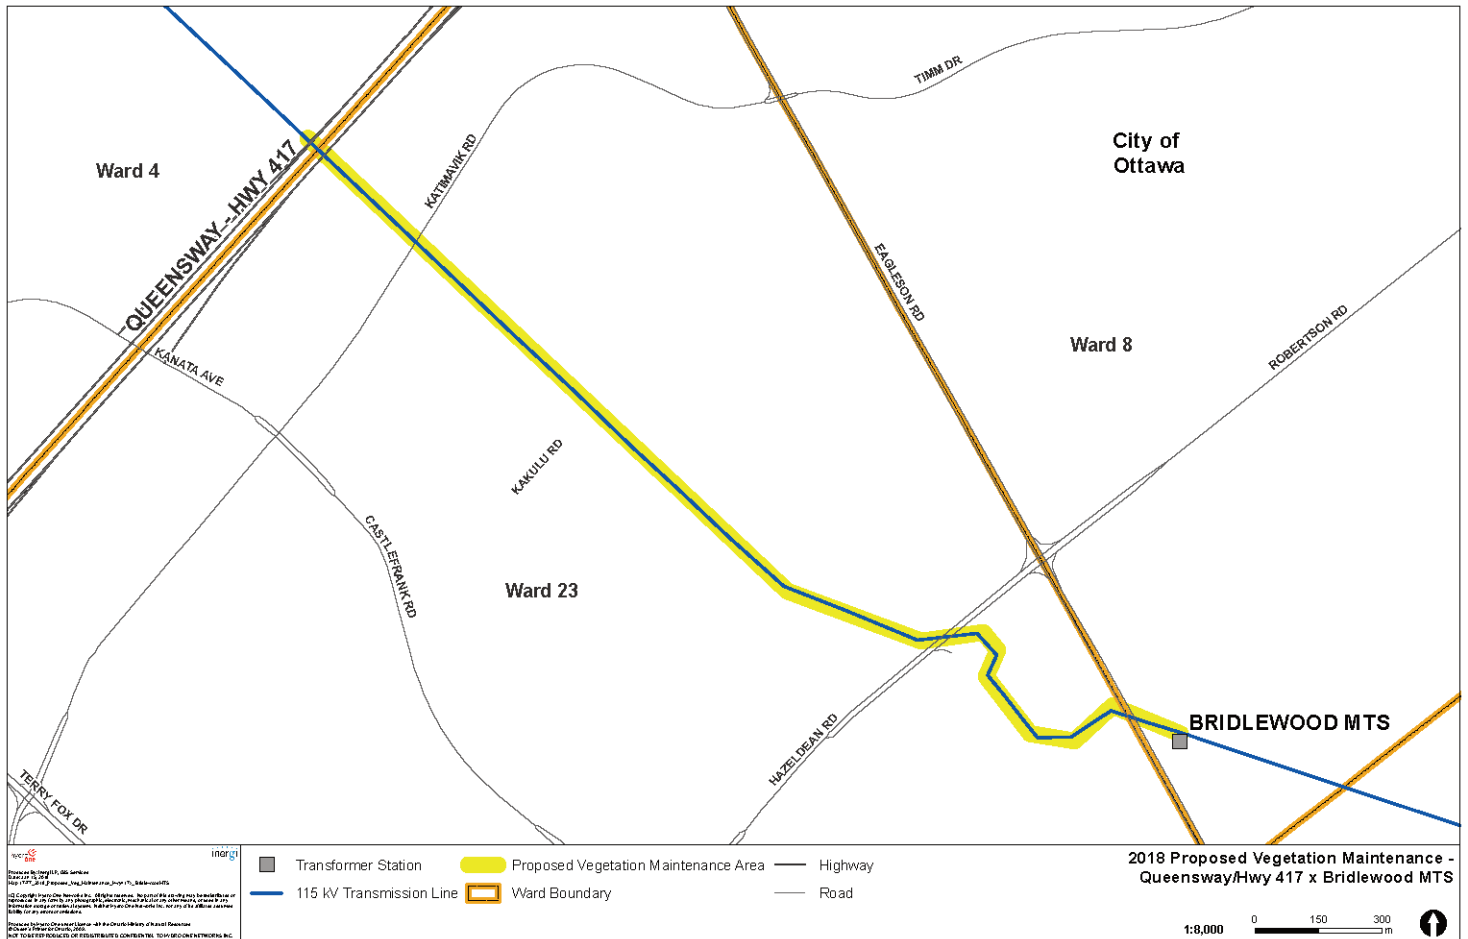 TIMM DR
City of
Ottawa
KATIMAVIK RD
Ward 4
QUEENSWAY - HWY 417
EAGLESON RD
ROBERTSON RD
Ward 8
KANATA AVE
KAKULU RD
CASTLEFRANK RD
Ward 23
BRIDLEWOOD MTS
HAZELDEAN RD
TERRY FOX DR
inergi
Transformer Station
Proposed Vegetation Maintenance Area
Highway
115 kV Transmission Line
Ward Boundary
Road
2018 Proposed Vegetation Maintenance -
Queensway/Hwy 417 x Bridlewood MTS
1:8,000
0 150 300
m